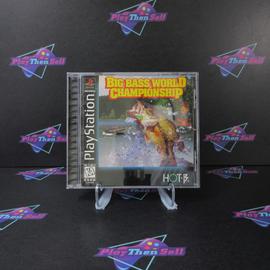 Play Then Sell
Play Then Sell
Play Then Sell
BIG BASS WORLD
CHAMPIONSHIP
PlayStation
HOT·B
Play Then Sell
Play Then Sell
Play Then Sell
Play Then Sell